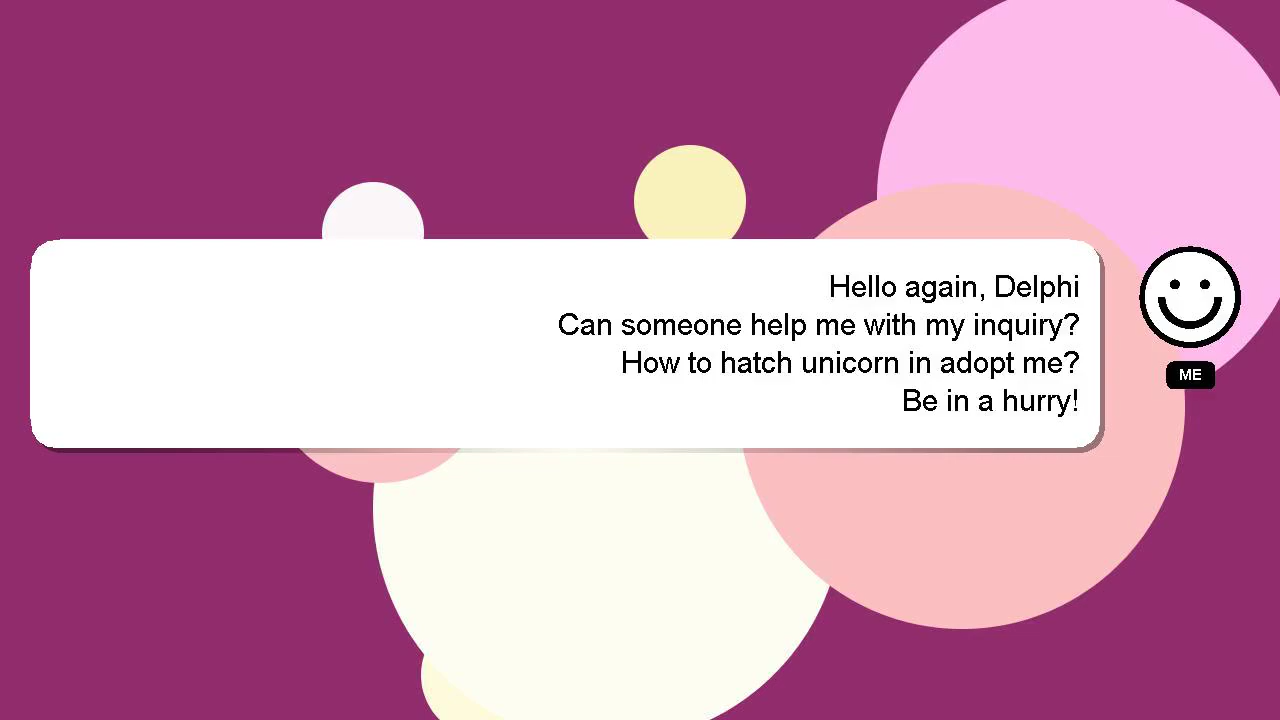 Hello again, Delphi
Can someone help me with my inquiry?
How to hatch unicorn in adopt me?
Be in a hurry!
ME